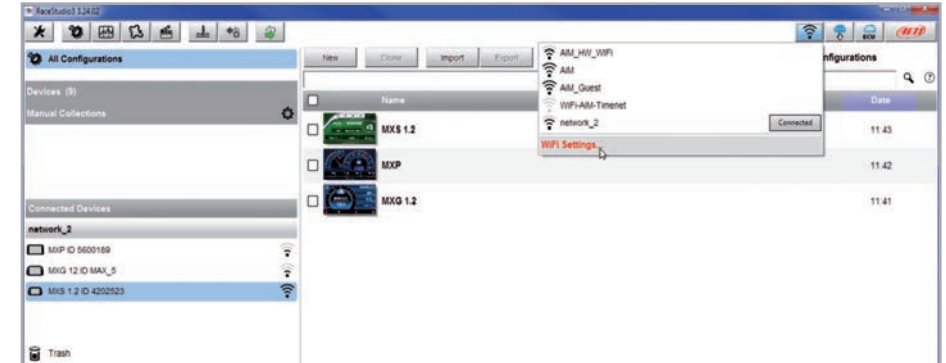 RaceStudio3 3.24.02
All Configurations
Devices (9)
Manual Collections
Connected Devices
network_2
MXP ID 5600189
MXG 12 ID MAX_5
MXS 1 2 ID 4202523
Trash
New Clone Import Export
nfigurations
Name Date
MXS 1.2 11:43
MXP 11:42
MXG 1.2 11:41
AiM_HW_WiFi
AiM
AiM_Guest
WiFi-AiM-Timenet
network_2 Connected
WiFi Settings...
ECU
AiM